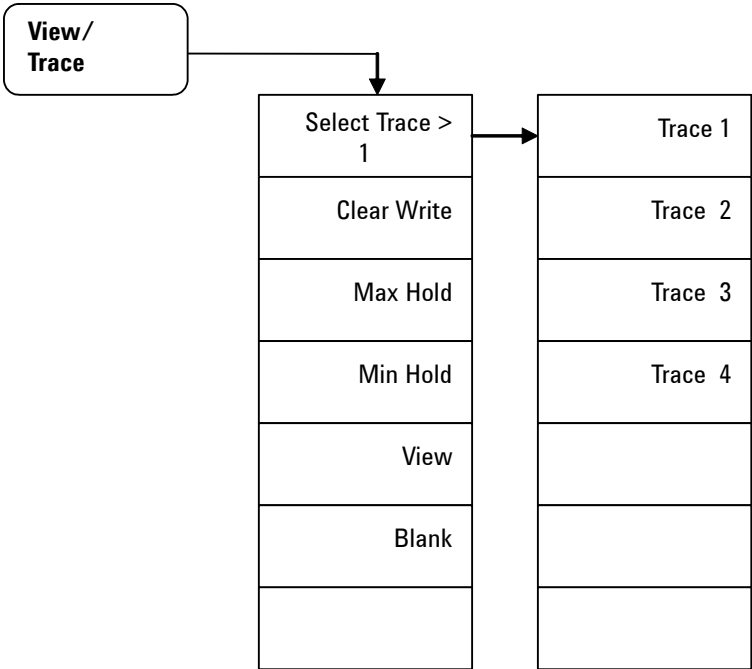 View/
Trace
Select Trace >
1
Clear Write
Max Hold
Min Hold
View
Blank
Trace 1
Trace 2
Trace 3
Trace 4